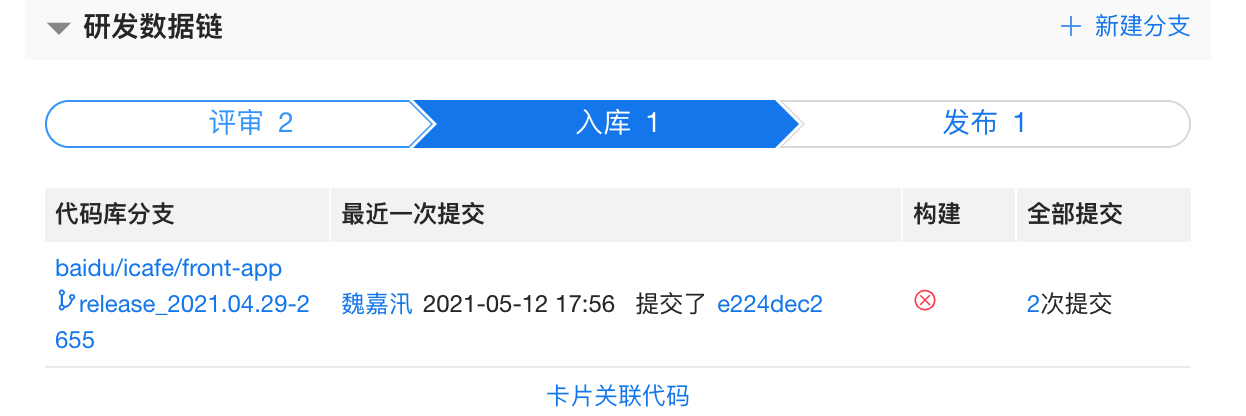 研发数据链
新建分支
评审 2
入库 1
发布 1
代码库分支 最近一次提交 构建 全部提交
baidu/icafe/front-app
release_2021.04.29-2
655
魏嘉汛 2021-05-12 17:56 提交了 e224dec2
2次提交
卡片关联代码